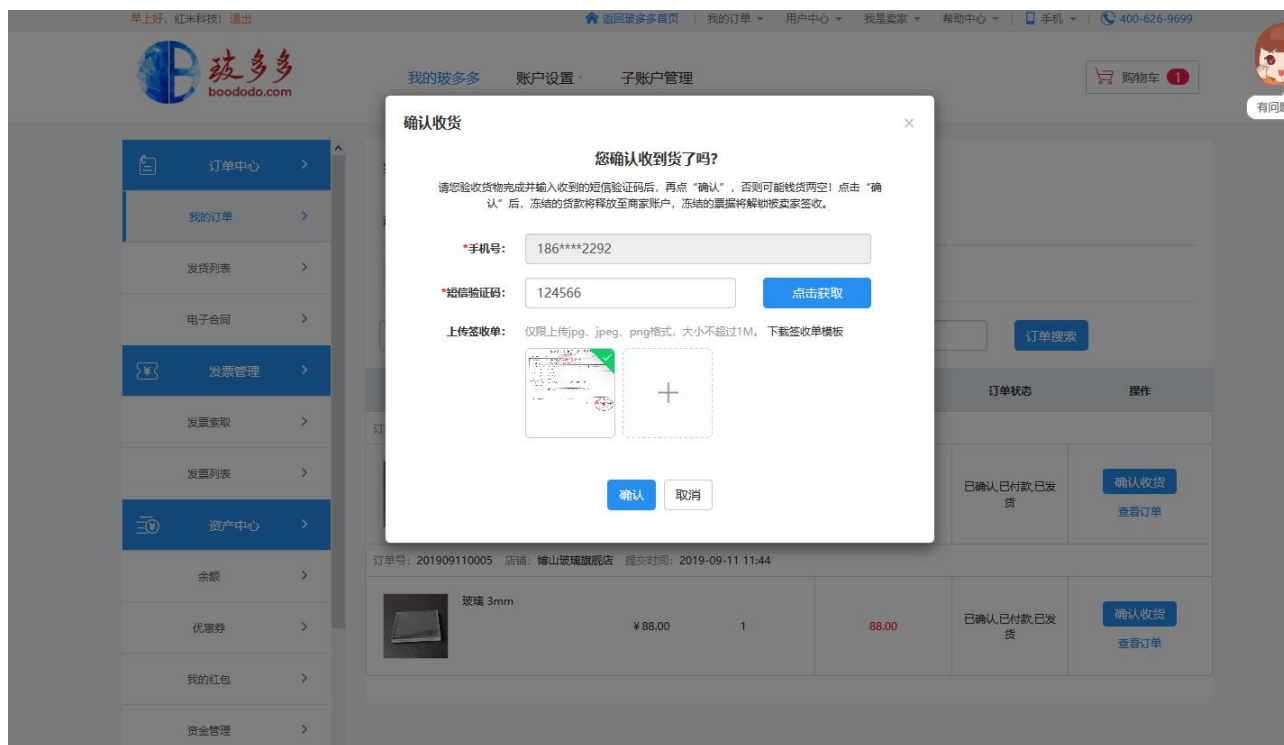 早上好，红米科技！退出
返回玻多多首页 我的订单 用户中心 我是卖家 帮助中心 手机 400-626-9699
玻多多
boododo.com
我的玻多多 账户设置 子账户管理
购物车 1
有问题
确认收货
您确认收到货了吗？
请您验收货物完成并输入收到的短信验证码后，再点“确认”，否则可能钱货两空！点击“确
认”后，冻结的货款将释放至商家账户，冻结的票据将解锁被卖家签收。
*手机号： 186****2292
*短信验证码： 124566 点击获取
上传签收单： 仅限上传jpg、jpeg、png格式，大小不超过1M。 下载签收单模板
确认 取消
订单中心
我的订单
发货列表
电子合同
发票管理
发票索取
发票列表
资产中心
余额
优惠券
我的红包
资金管理
订单搜索
订单状态 操作
订
已确认,已付款,已发
货
确认收货
查看订单
订单号：201909110005 店铺：博山玻璃旗舰店 提交时间：2019-09-11 11:44
玻璃 3mm
￥88.00 1 88.00
已确认,已付款,已发
货
确认收货
查看订单